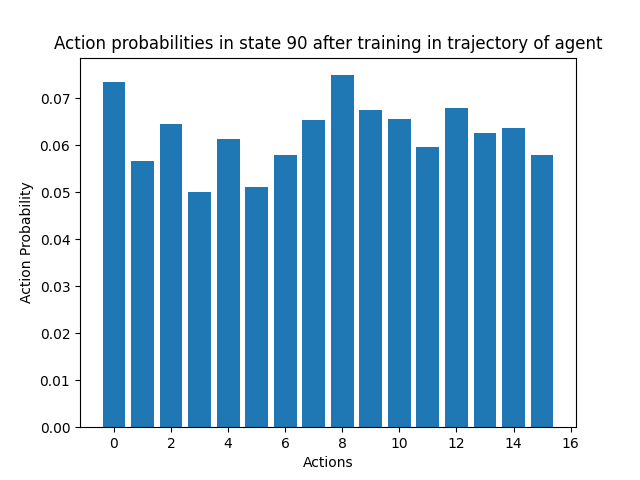 Action probabilities in state 90 after training in trajectory of agent
0.07
0.06
0.05
0.04
0.03
0.02
0.01
0.00
Action Probability
0 2 4 6 8 10 12 14 16
Actions